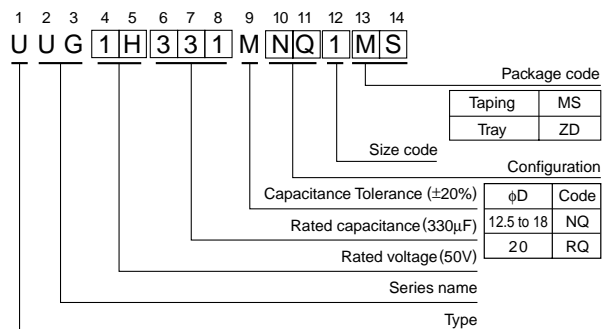 1 2 3 4 5 6 7 8 9 10 11 12 13 14
U U G 1 H 3 3 1 M N Q 1 M S
Package code
Taping MS
Tray ZD
Size code
Configuration
Capacitance Tolerance (±20%)
ϕD Code
12.5 to 18 NQ
20 RQ
Rated capacitance (330µF)
Rated voltage (50V)
Series name
Type